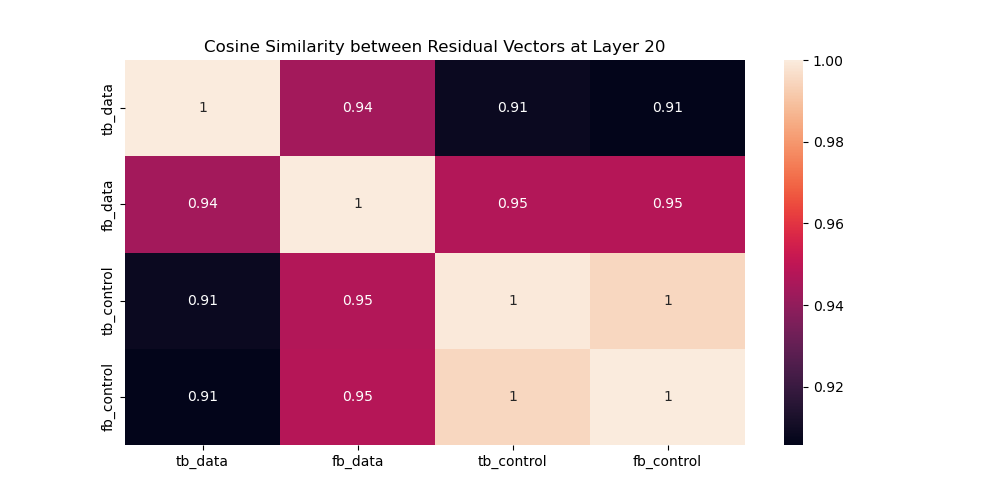 Cosine Similarity between Residual Vectors at Layer 20
tb_data
1
0.94
0.91
0.91
fb_data
0.94
1
0.95
0.95
tb_control
0.91
0.95
1
1
fb_control
0.91
0.95
1
1
tb_data
fb_data
tb_control
fb_control
1.00
0.98
0.96
0.94
0.92